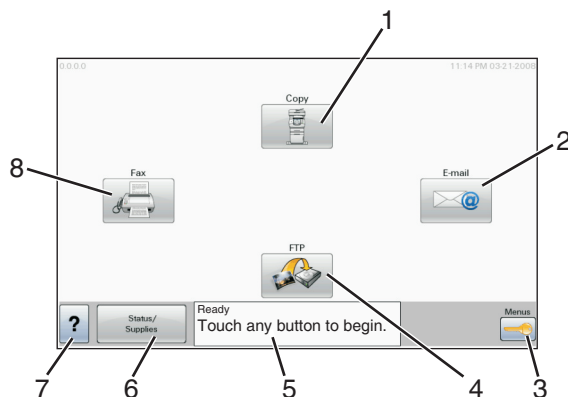 1
0.0.0.0
11:14 PM 03-21-2008
Copy
2
8
Fax
E-mail
@
FTP
Ready
Touch any button to begin.
Status/
Supplies
?
Menus
7
6
5
4
3